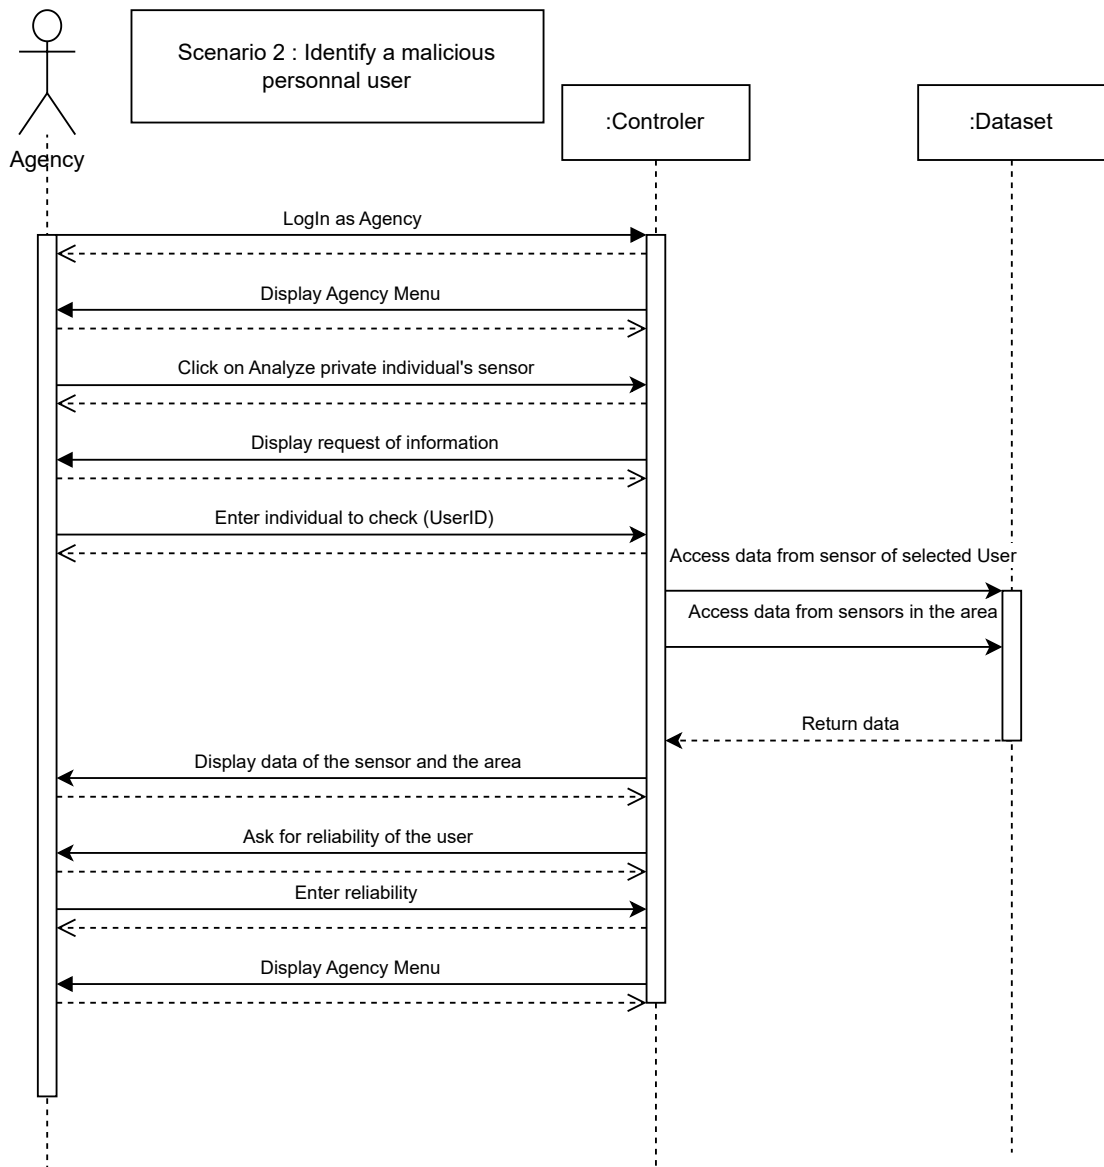 Scenario 2 : Identify a malicious
personnal user
:Controler
:Dataset
Agency
LogIn as Agency
Display Agency Menu
Click on Analyze private individual's sensor
Display request of information
Enter individual to check (UserID)
Access data from sensor of selected User
Access data from sensors in the area
Return data
Display data of the sensor and the area
Ask for reliability of the user
Enter reliability
Display Agency Menu